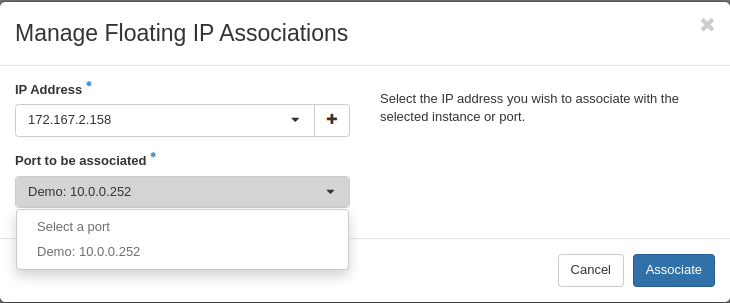 Manage Floating IP Associations
IP Address *
172.167.2.158
Select the IP address you wish to associate with the
selected instance or port.
Port to be associated *
Demo: 10.0.0.252
Select a port
Demo: 10.0.0.252
Cancel
Associate